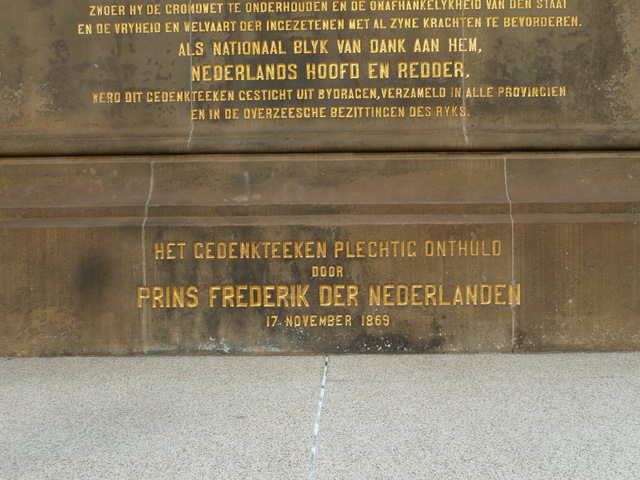 ZWOER HY DE GRONDWET TE ONDERHOUDEN EN DE ONAFHANKELYKHEID VAN DEN STAAT
EN DE VRYHEID EN WELVAART DER INGEZETENEN MET AL ZYNE KRACHTEN TE BEVORDEREN.
ALS NATIONAAL BLYK VAN DANK AAN HEM,
NEDERLANDS HOOFD EN REDDER,
WERD DIT GEDENKTEEKEN GESTICHT UIT BYDRAGEN, VERZAMELD IN ALLE PROVINCIEN
EN IN DE OVERZEESCHE BEZITTINGEN DES RYKS.
HET GEDENKTEEKEN PLECHTIG ONTHULD
DOOR
PRINS FREDERIK DER NEDERLANDEN
17 NOVEMBER 1869